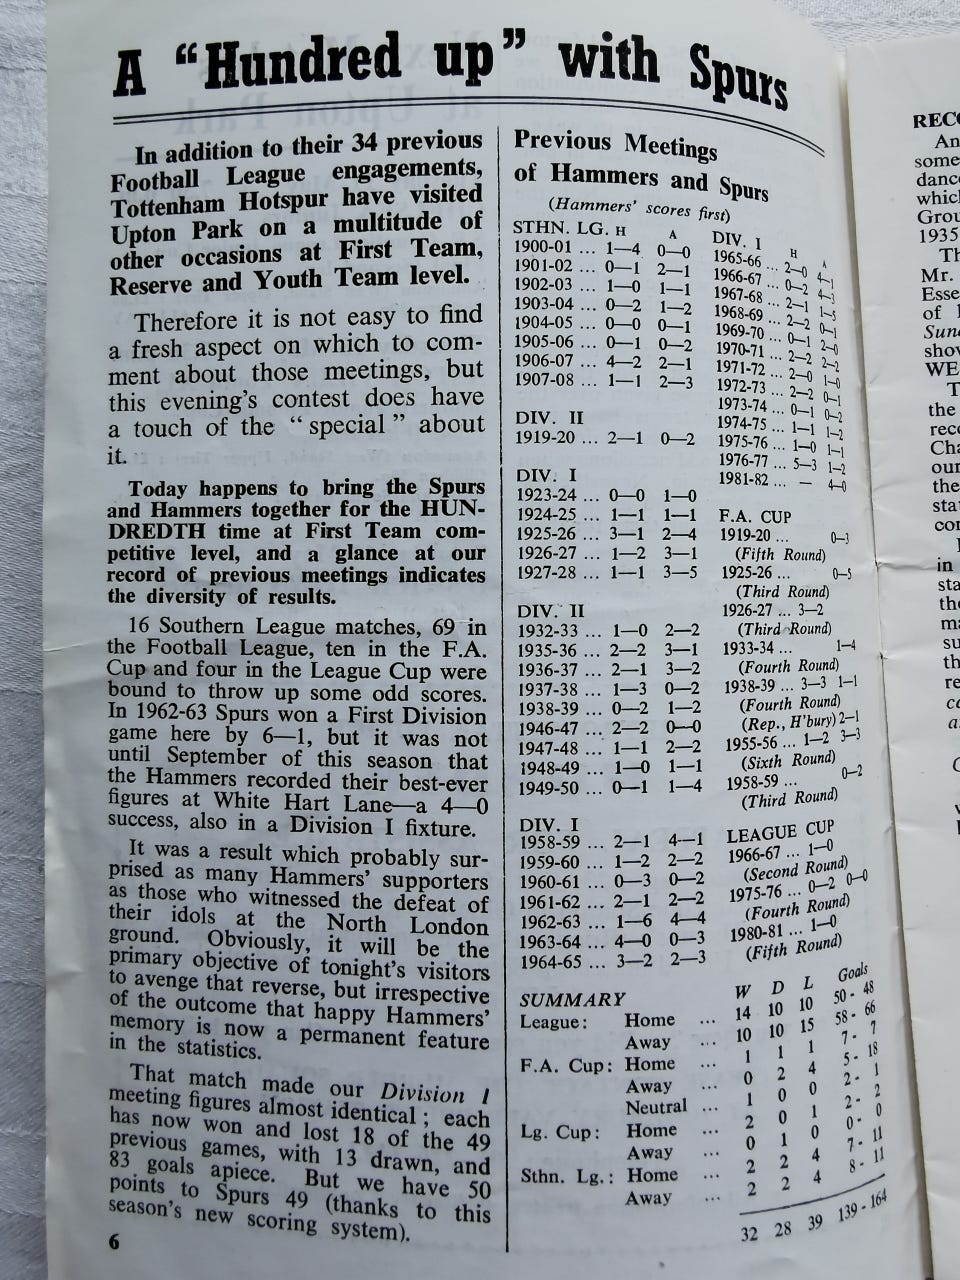 A “Hundred up” with Spurs
In addition to their 34 previous
Football League engagements,
Tottenham Hotspur have visited
Upton Park on a multitude of
other occasions at First Team,
Reserve and Youth Team level.
Therefore it is not easy to find
a fresh aspect on which to com-
ment about those meetings, but
this evening's contest does have
a touch of the “special” about
it.
Today happens to bring the Spurs
and Hammers together for the HUN-
DREDTH time at First Team com-
petitive level, and a glance at our
record of previous meetings indicates
the diversity of results.
16 Southern League matches, 69 in
the Football League, ten in the F.A.
Cup and four in the League Cup were
bound to throw up some odd scores.
In 1962-63 Spurs won a First Division
game here by 6—1, but it was not
until September of this season that
the Hammers recorded their best-ever
figures at White Hart Lane—a 4—0
success, also in a Division I fixture.
It was a result which probably sur-
prised as many Hammers' supporters
as those who witnessed the defeat of
their idols at the North London
ground. Obviously, it will be the
primary objective of tonight's visitors
to avenge that reverse, but irrespective
of the outcome that happy Hammers'
memory is now a permanent feature
in the statistics.
That match made our Division I
meeting figures almost identical; each
has now won and lost 18 of the 49
previous games, with 13 drawn, and
83 goals apiece. But we have 50
points to Spurs 49 (thanks to this
season's new scoring system).
6
Previous Meetings
of Hammers and Spurs
(Hammers' scores first)
STHN. LG. H A
1900-01 ... 1—4 0—0
1901-02 ... 0—1 2—1
1902-03 ... 1—0 1—1
1903-04 ... 0—2 1—2
1904-05 ... 0—0 0—1
1905-06 ... 0—1 0—2
1906-07 ... 4—2 2—1
1907-08 ... 1—1 2—3
DIV. II
1919-20 ... 2—1 0—2
DIV. I
1923-24 ... 0—0 1—0
1924-25 ... 1—1 1—1
1925-26 ... 3—1 2—4
1926-27 ... 1—2 3—1
1927-28 ... 1—1 3—5
DIV. II
1932-33 ... 1—0 2—2
1935-36 ... 2—2 3—1
1936-37 ... 2—1 3—2
1937-38 ... 1—3 0—2
1938-39 ... 0—2 1—2
1946-47 ... 2—2 0—0
1947-48 ... 1—1 2—2
1948-49 ... 1—0 1—1
1949-50 ... 0—1 1—4
DIV. I
1958-59 ... 2—1 4—1
1959-60 ... 1—2 2—2
1960-61 ... 0—3 0—2
1961-62 ... 2—1 2—2
1962-63 ... 1—6 4—4
1963-64 ... 4—0 0—3
1964-65 ... 3—2 2—3
DIV. I H A
1965-66 ... 2—0 4—1
1966-67 ... 0—2 4—3
1967-68 ... 2—1 1—5
1968-69 ... 2—2 0—1
1969-70 ... 0—1 2—0
1970-71 ... 2—2 2—2
1971-72 ... 2—0 1—0
1972-73 ... 2—2 0—1
1973-74 ... 0—1 0—2
1974-75 ... 1—1 1—2
1975-76 ... 1—0 1—1
1976-77 ... 5—3 1—2
1981-82 ... — 4—0
F.A. CUP
1919-20 ... 0—3
(Fifth Round)
1925-26 ... 0—5
(Third Round)
1926-27 ... 3—2
(Third Round)
1933-34 ... 1—4
(Fourth Round)
1938-39 ... 3—3 1—1
(Fourth Round)
(Rep., H'bury) 2—1
1955-56 ... 1—2 3—3
(Sixth Round)
1958-59 ... 0—2
(Third Round)
LEAGUE CUP
1966-67 ... 1—0
(Second Round)
1975-76 ... 0—2 0—0
(Fourth Round)
1980-81 ... 1—0
(Fifth Round)
SUMMARY W D L Goals
League: Home ... 14 10 10 50 - 48
Away ... 10 10 15 58 - 66
F.A. Cup: Home 1 1 1 7 - 7
Away ... 0 2 4 5 - 18
Neutral ... 1 0 0 2 - 1
Lg. Cup: Home ... 2 0 1 2 - 2
Away ... 0 1 0 0 - 0
Sthn. Lg.: Home ... 2 2 4 7 - 11
Away ... 2 2 4 8 - 11
32 28 39 139 - 164
RECO
An
some
danc
which
Grou
1935
Th
Mr.
Esse
of
Sun
show
WE
T
the
rec
Cha
our
the
stat
con
in
sta
the
ma
su
th
re